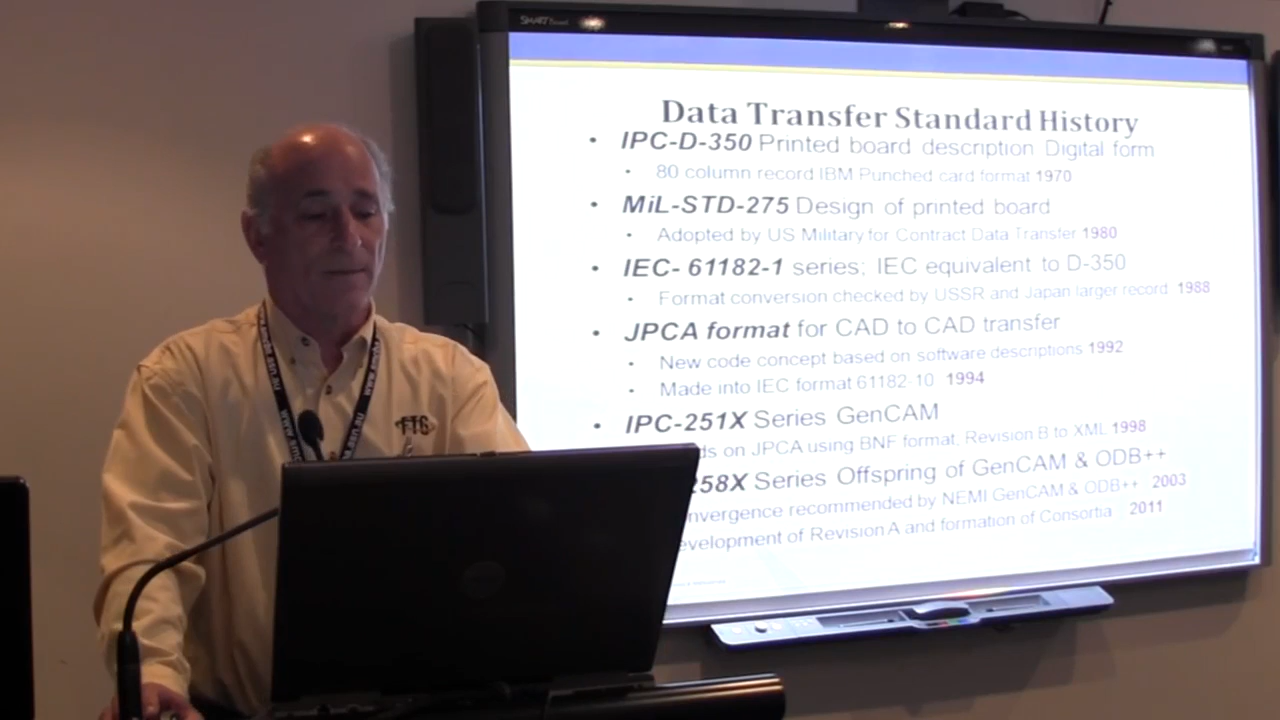 SMART Board
Data Transfer Standard History
• IPC-D-350 Printed board description Digital form
• 80 column record IBM Punched card format 1970
• MiL-STD-275 Design of printed board
• Adopted by US Military for Contract Data Transfer 1980
• IEC- 61182-1 series; IEC equivalent to D-350
• Format conversion checked by USSR and Japan larger record 1988
• JPCA format for CAD to CAD transfer
• New code concept based on software descriptions 1992
• Made into IEC format 61182-10 1994
• IPC-251X Series GenCAM
ds on JPCA using BNF format, Revision B to XML 1998
258X Series Offspring of GenCAM & ODB++
nvergence recommended by NEMI GenCAM & ODB++ 2003
evelopment of Revision A and formation of Consortia 2011